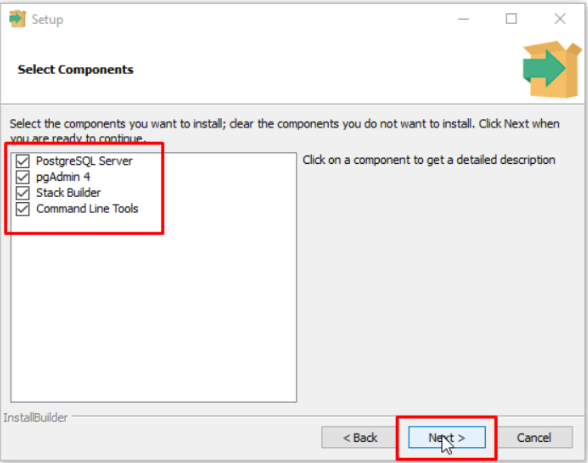 Setup
Select Components
Select the components you want to install; clear the components you do not want to install. Click Next when
you are ready to continue.
PostgreSQL Server
pgAdmin 4
Stack Builder
Command Line Tools
Click on a component to get a detailed description
InstallBuilder
< Back
Next >
Cancel